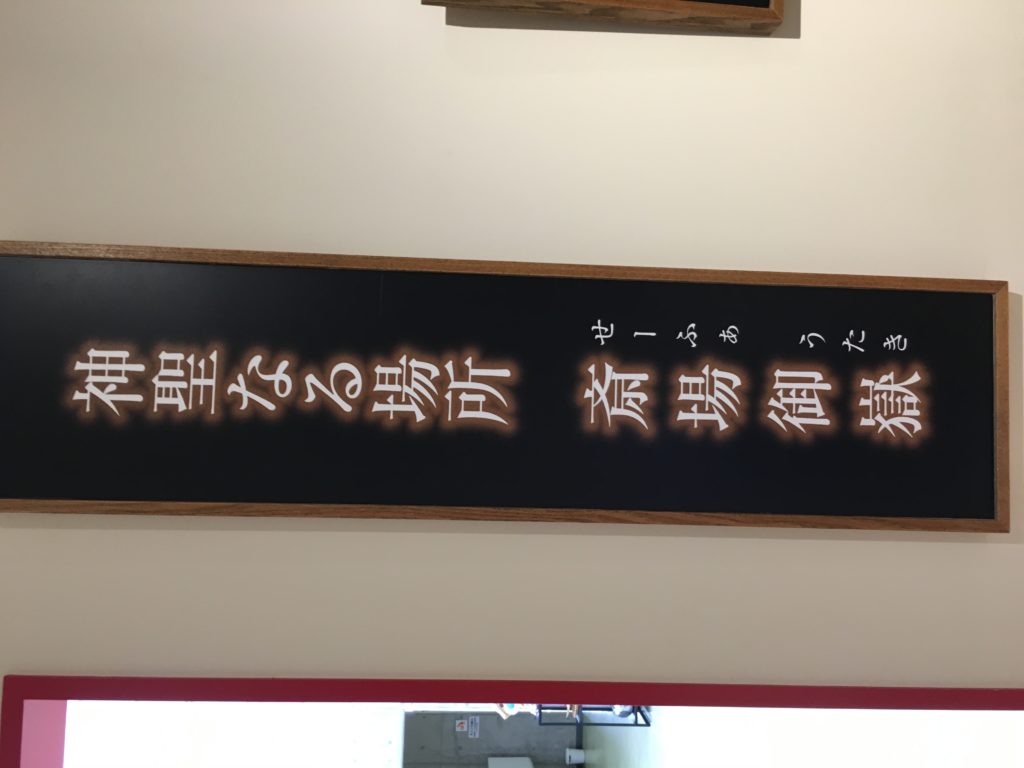 神聖なる場所 斎場御嶽
せーふぁ うたき